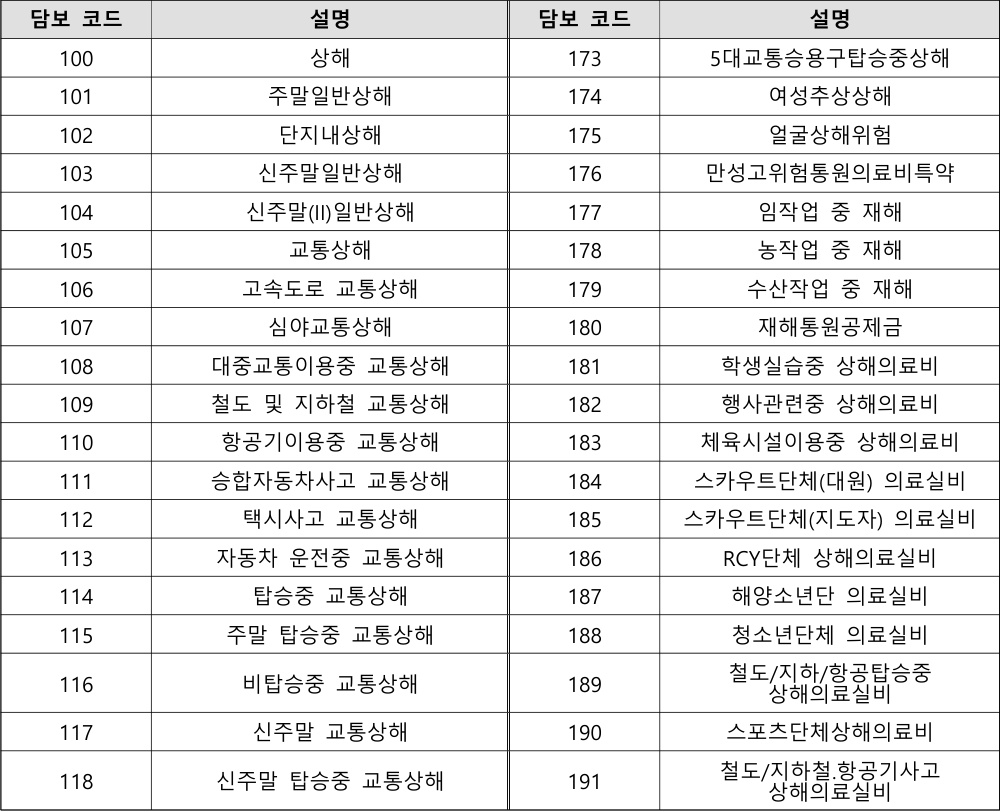 담보 코드 설명 담보 코드 설명
100 상해 173 5대교통승용구탑승중상해
101 주말일반상해 174 여성추상상해
102 단지내상해 175 얼굴상해위험
103 신주말일반상해 176 만성고위험통원의료비특약
104 신주말(II)일반상해 177 임작업 중 재해
105 교통상해 178 농작업 중 재해
106 고속도로 교통상해 179 수산작업 중 재해
107 심야교통상해 180 재해통원공제금
108 대중교통이용중 교통상해 181 학생실습중 상해의료비
109 철도 및 지하철 교통상해 182 행사관련중 상해의료비
110 항공기이용중 교통상해 183 체육시설이용중 상해의료비
111 승합자동차사고 교통상해 184 스카우트단체(대원) 의료실비
112 택시사고 교통상해 185 스카우트단체(지도자) 의료실비
113 자동차 운전중 교통상해 186 RCY단체 상해의료실비
114 탑승중 교통상해 187 해양소년단 의료실비
115 주말 탑승중 교통상해 188 청소년단체 의료실비
116 비탑승중 교통상해 189 철도/지하/항공탑승중
상해의료실비
117 신주말 교통상해 190 스포츠단체상해의료비
118 신주말 탑승중 교통상해 191 철도/지하철.항공기사고
상해의료실비